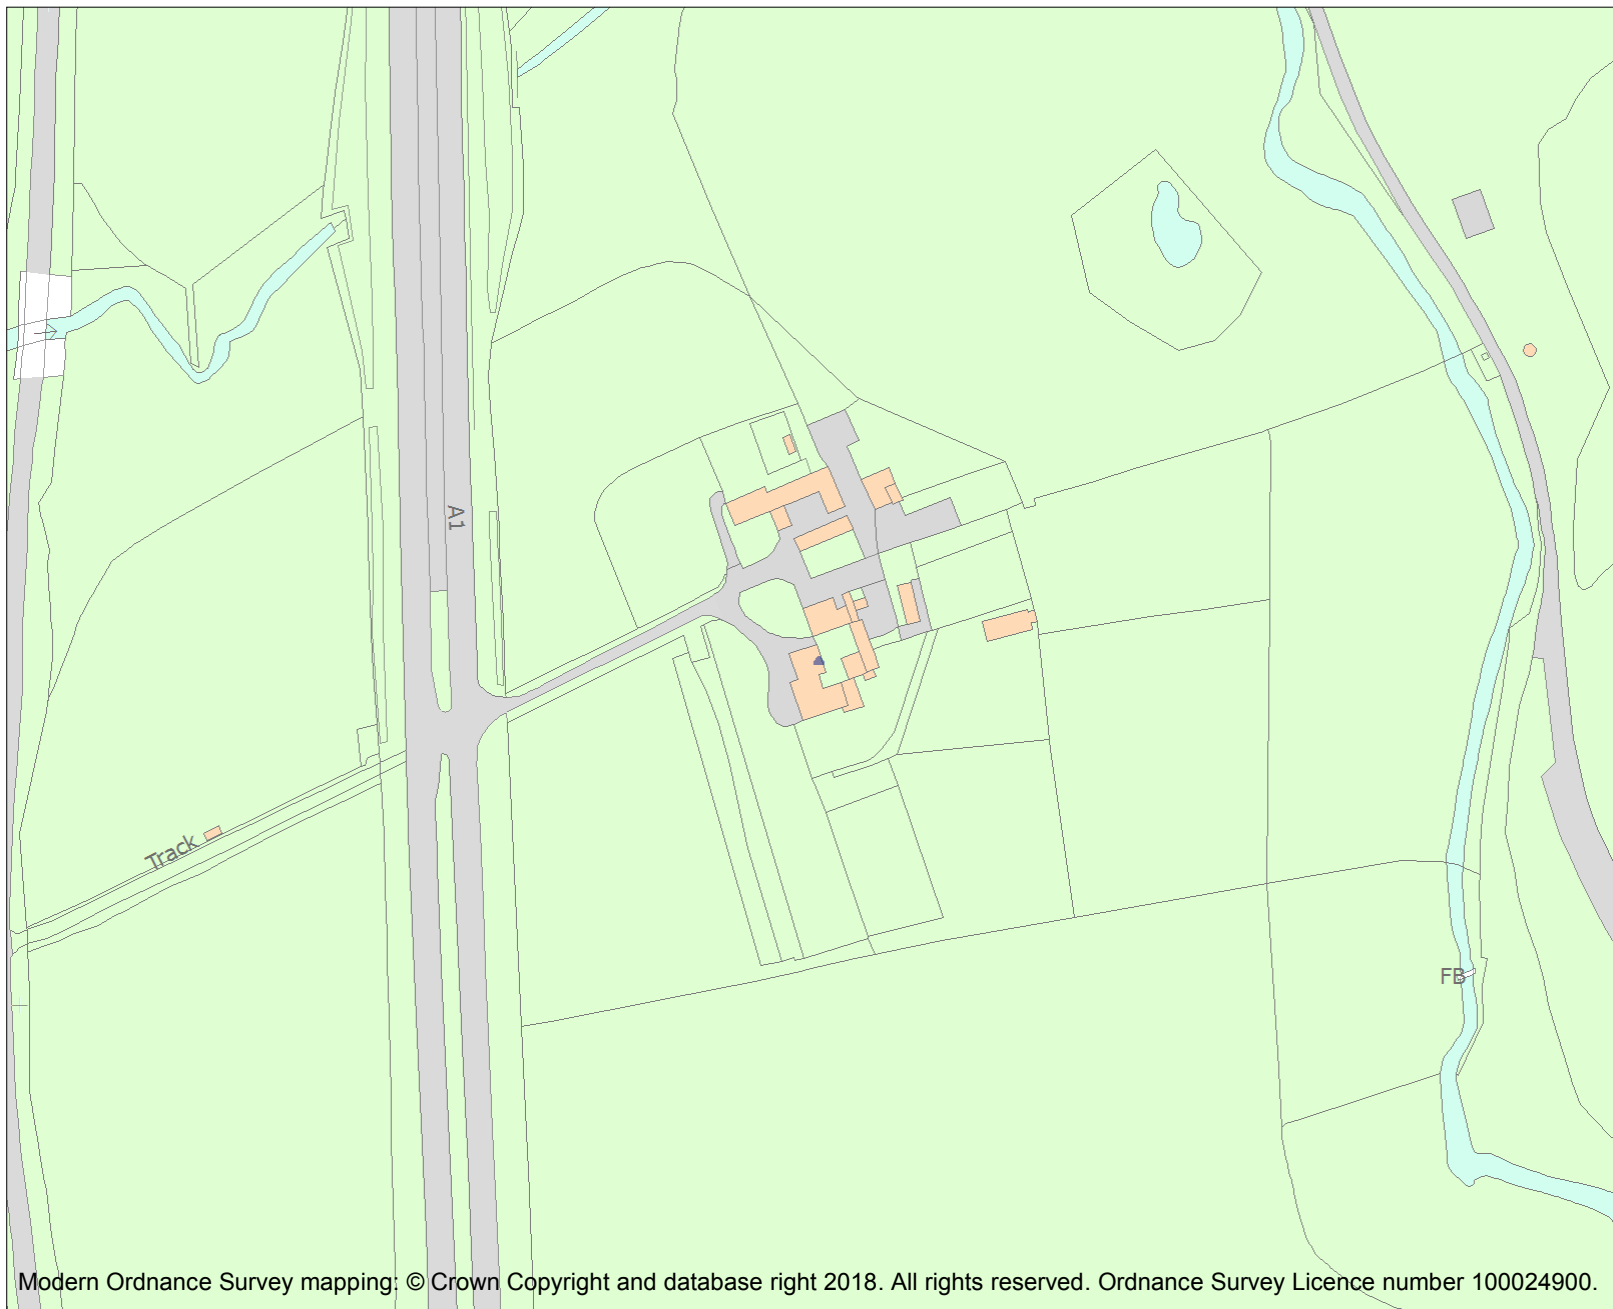 A1
Track
FB
Modern Ordnance Survey mapping: © Crown Copyright and database right 2018. All rights reserved. Ordnance Survey Licence number 100024900.